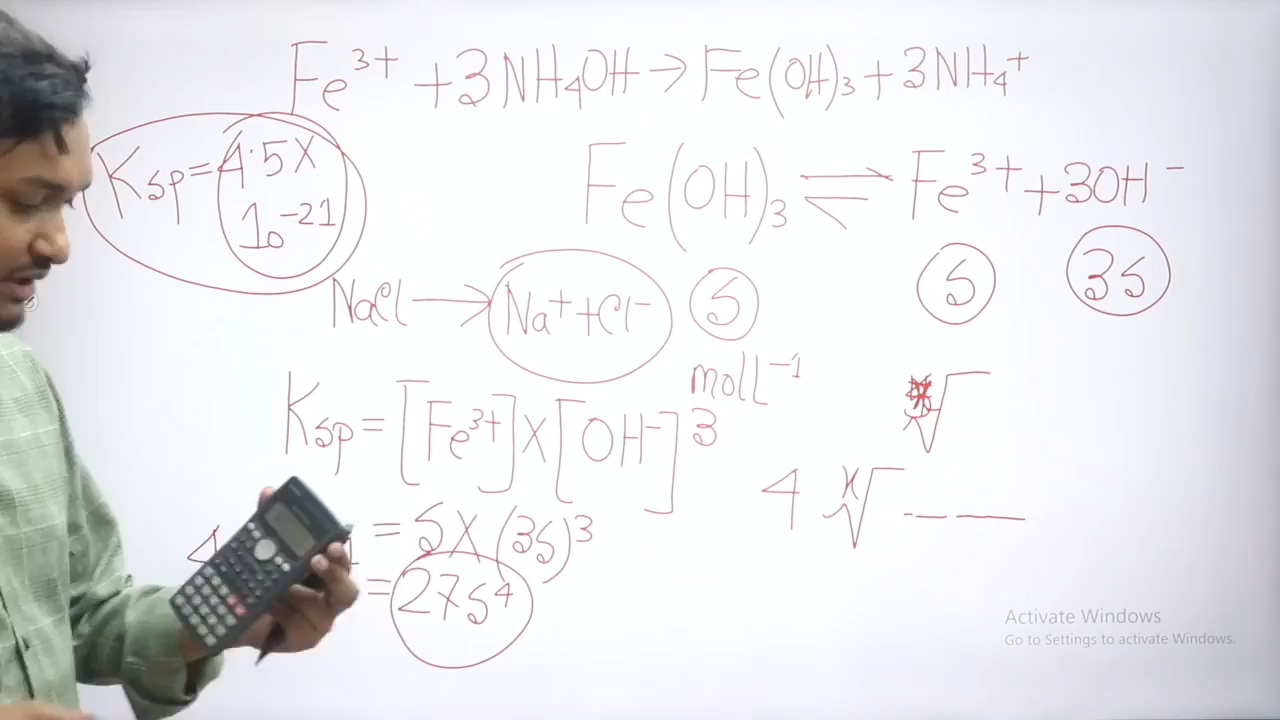 Fe³⁺ + 3NH₄OH → Fe(OH)₃ + 3NH₄⁺
Ksp = 4.5 X
10⁻²¹
Fe(OH)₃ ⇌ Fe³⁺ + 3OH⁻
S 3S
NaCl → Na⁺ + Cl⁻ S
molL⁻¹
Ksp = [Fe³⁺] X [OH⁻]³
√
4 ˣ√ _ _ _
= S X (3S)³
= 27S⁴
Activate Windows
Go to Settings to activate Windows.